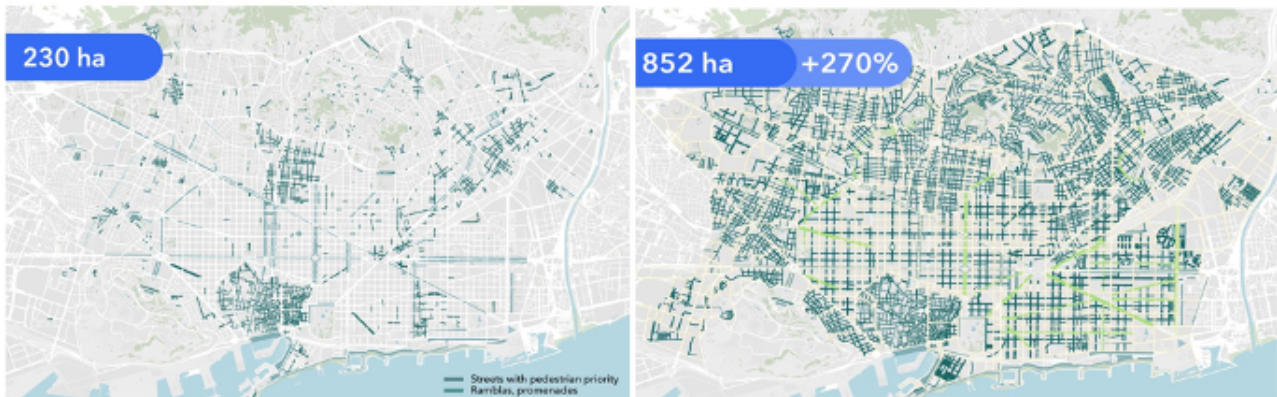 230 ha
852 ha +270%
Streets with pedestrian priority
Ramblas, promenades